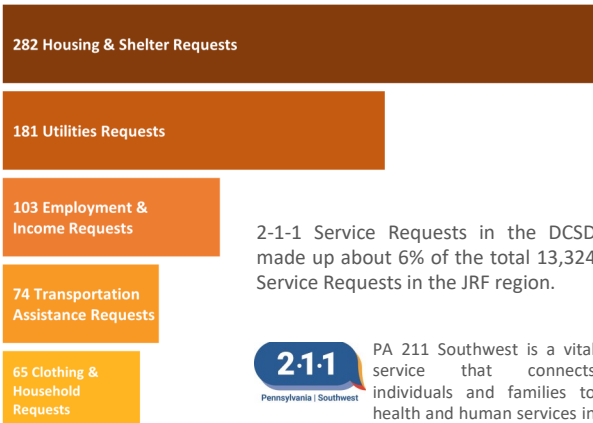 282 Housing & Shelter Requests
181 Utilities Requests
103 Employment &
Income Requests
74 Transportation
Assistance Requests
65 Clothing &
Household
Requests
2-1-1 Service Requests in the DCSD
made up about 6% of the total 13,324
Service Requests in the JRF region.
2·1·1
Pennsylvania | Southwest
PA 211 Southwest is a vital
service that connects
individuals and families to
health and human services in